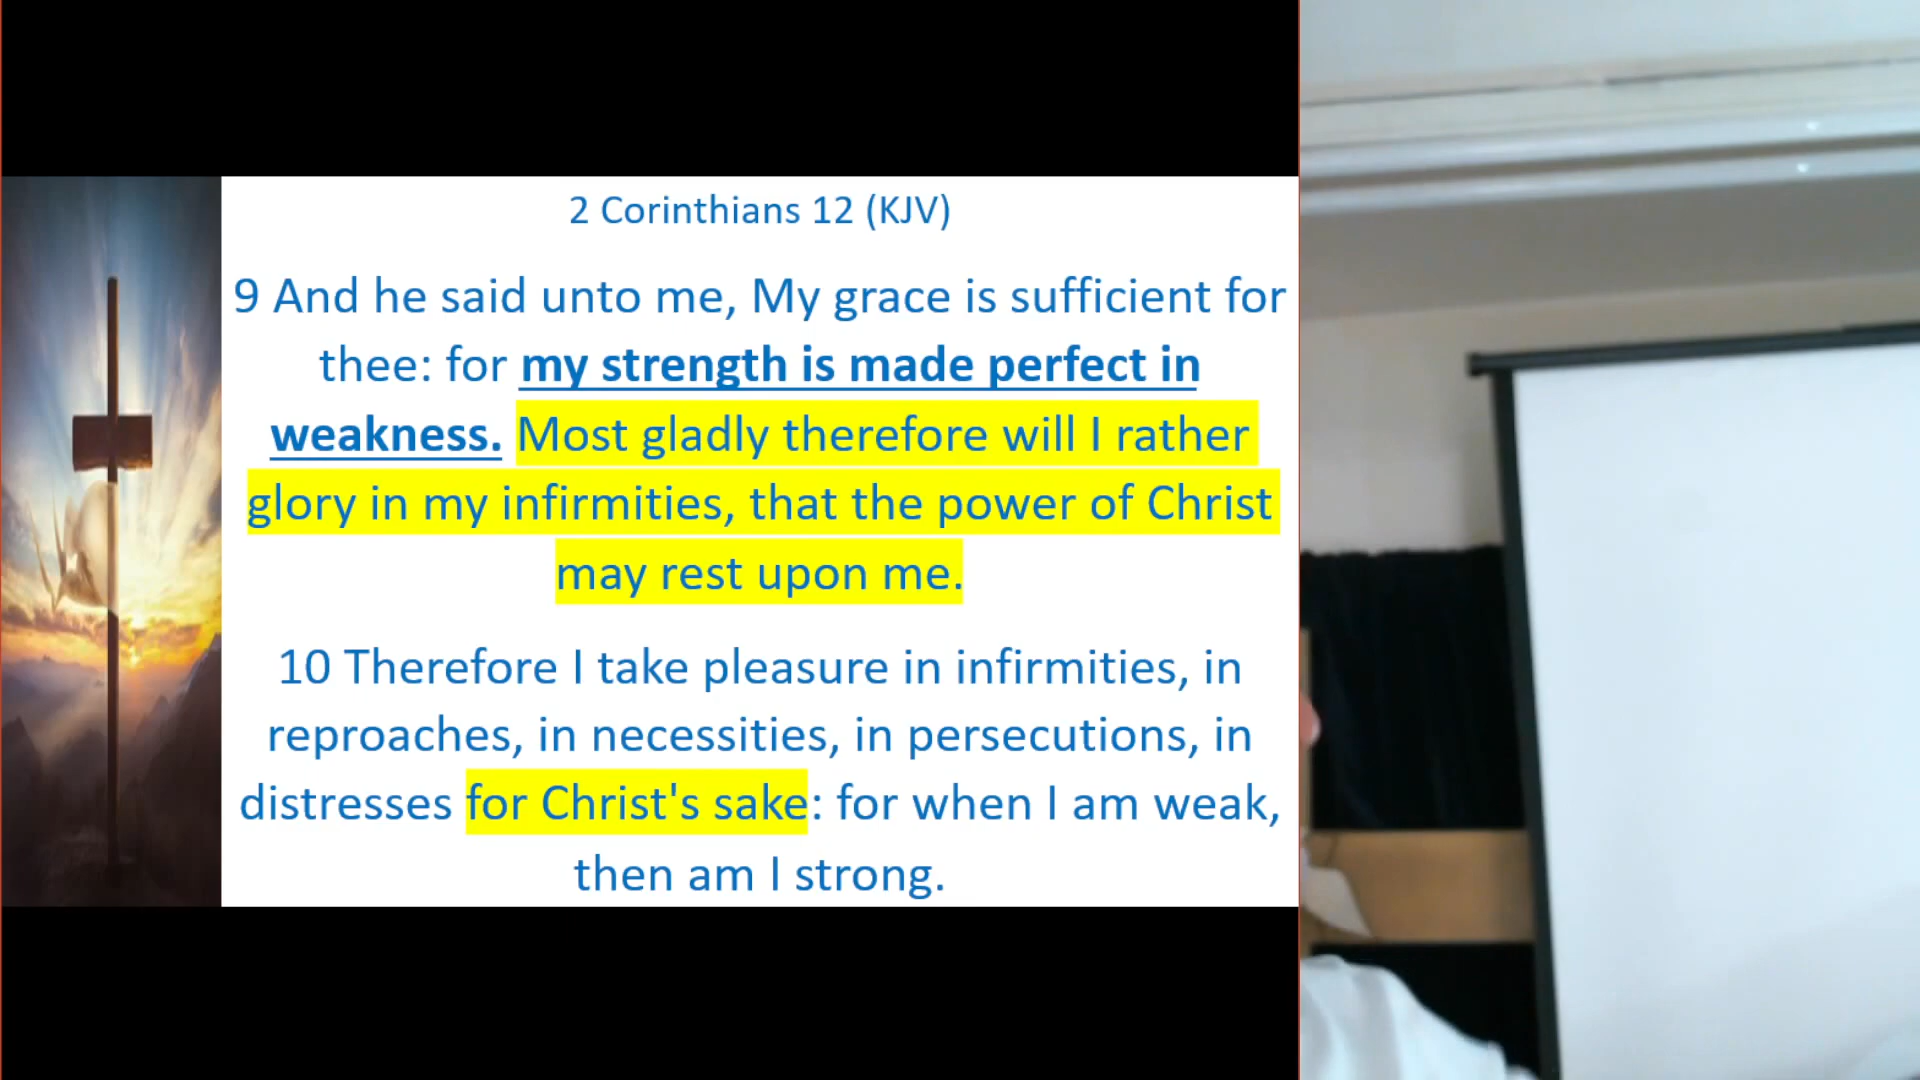 2 Corinthians 12 (KJV)
9 And he said unto me, My grace is sufficient for
thee: for my strength is made perfect in
weakness. Most gladly therefore will I rather
glory in my infirmities, that the power of Christ
may rest upon me.
10 Therefore I take pleasure in infirmities, in
reproaches, in necessities, in persecutions, in
distresses for Christ's sake: for when I am weak,
then am I strong.